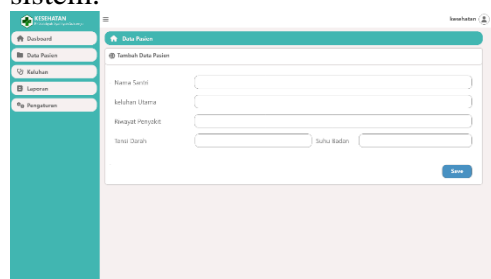 sistem.
KESEHATAN
kesehatan
Dasboard
Data Pasien
Keluhan
Laporan
Pengaturan
Data Pasien
Tambah Data Pasien
Nama Santri
keluhan Utama
Riwayat Penyakit
Tensi Darah
Suhu Badan
Save